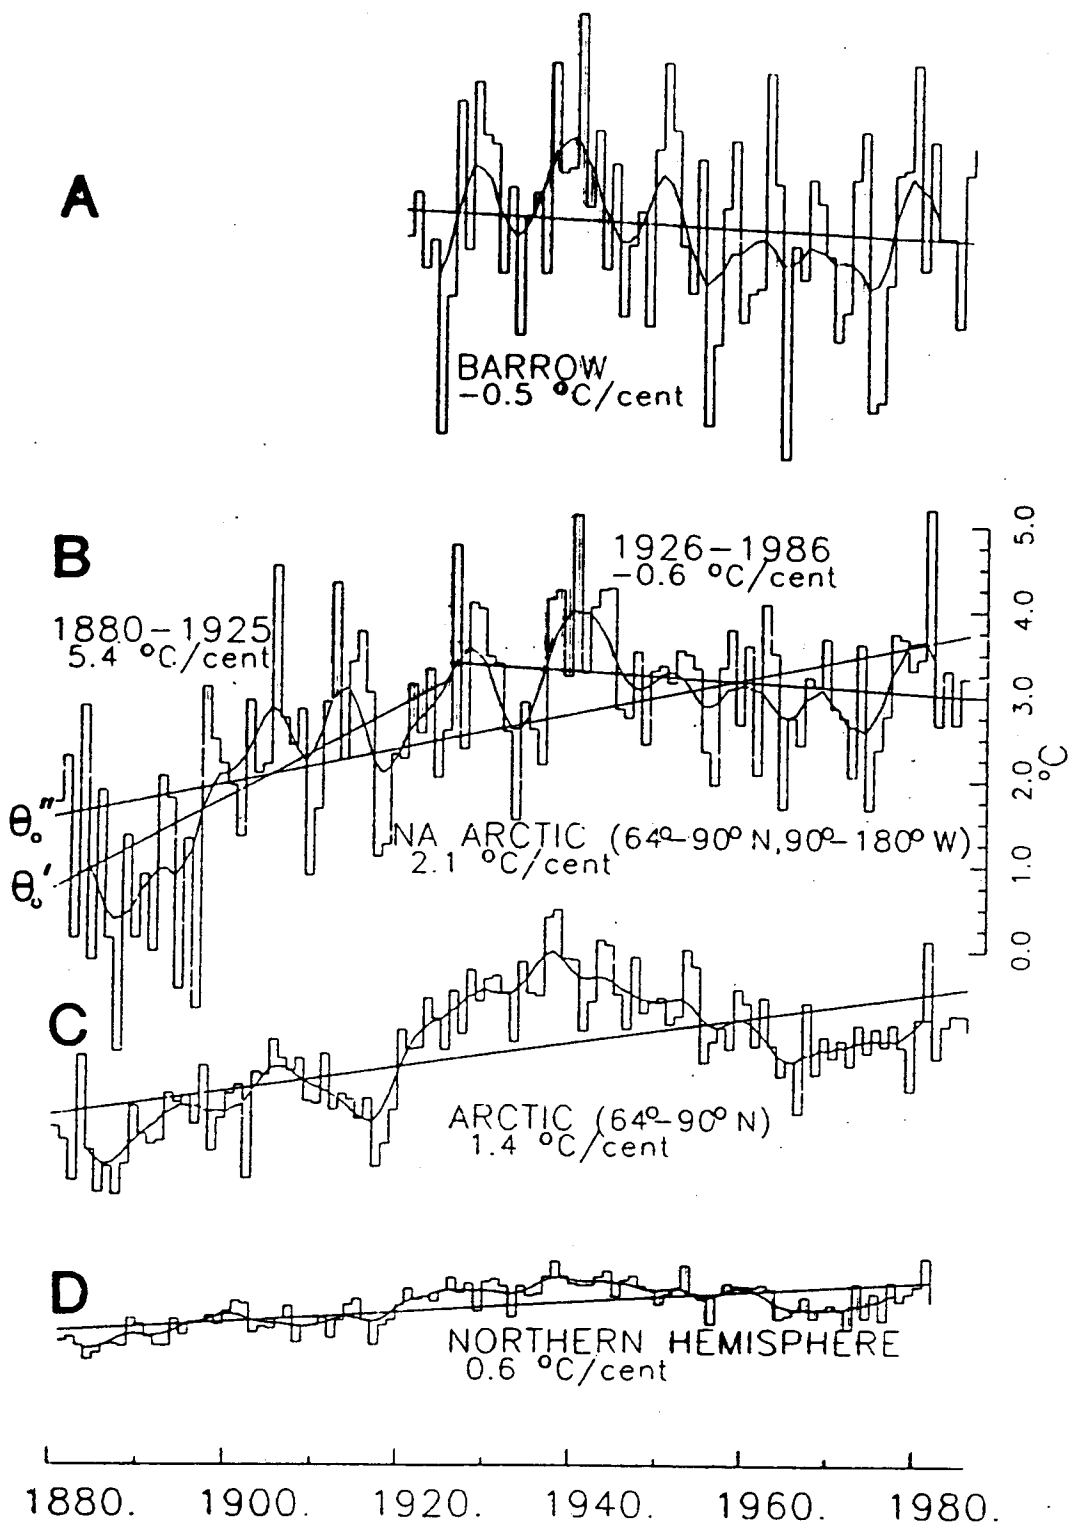 A
BARROW
-0.5 °C/cent
B
1926-1986
-0.6 °C/cent
1880-1925
5.4 °C/cent
5.0
4.0
3.0
2.0
1.0
0.0
°C
θ₀″
θ₀′
NA ARCTIC (64°-90° N,90°-180° W)
2.1 °C/cent
C
ARCTIC (64°-90° N)
1.4 °C/cent
D
NORTHERN HEMISPHERE
0.6 °C/cent
1880. 1900. 1920. 1940. 1960. 1980.